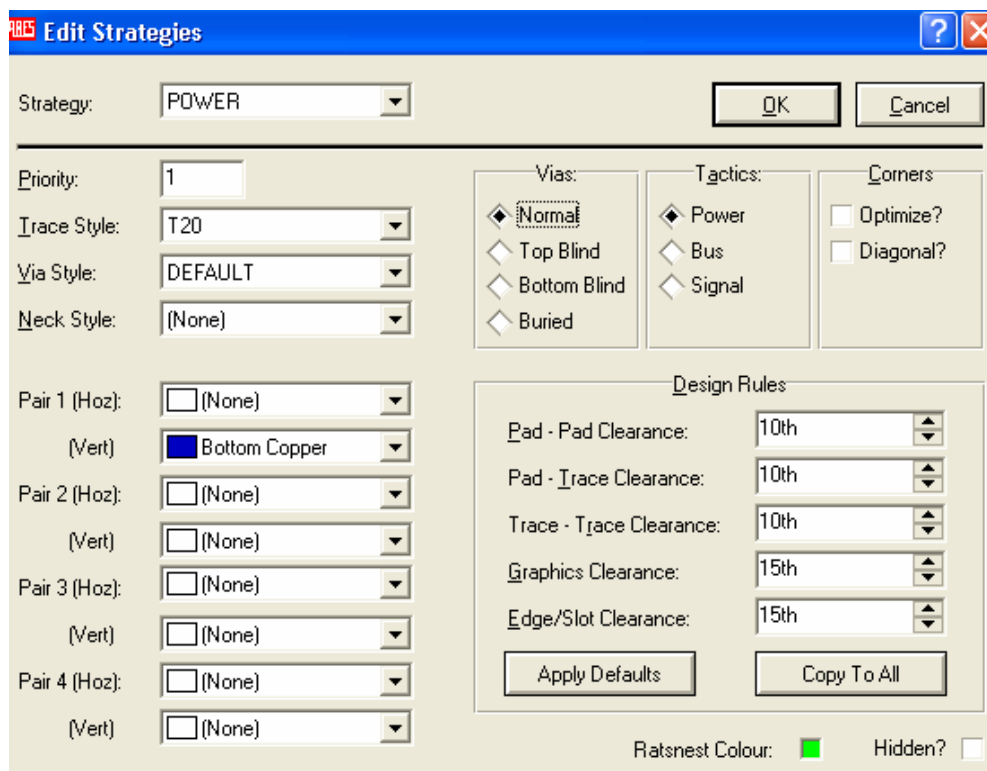 ARES Edit Strategies ?
Strategy: POWER OK Cancel
Priority: 1
Trace Style: T20
Via Style: DEFAULT
Neck Style: (None)
Vias:
Normal
Top Blind
Bottom Blind
Buried
Tactics:
Power
Bus
Signal
Corners
Optimize?
Diagonal?
Pair 1 (Hoz): (None)
(Vert) Bottom Copper
Pair 2 (Hoz): (None)
(Vert) (None)
Pair 3 (Hoz): (None)
(Vert) (None)
Pair 4 (Hoz): (None)
(Vert) (None)
Design Rules
Pad - Pad Clearance: 10th
Pad - Trace Clearance: 10th
Trace - Trace Clearance: 10th
Graphics Clearance: 15th
Edge/Slot Clearance: 15th
Apply Defaults Copy To All
Ratsnest Colour: Hidden?